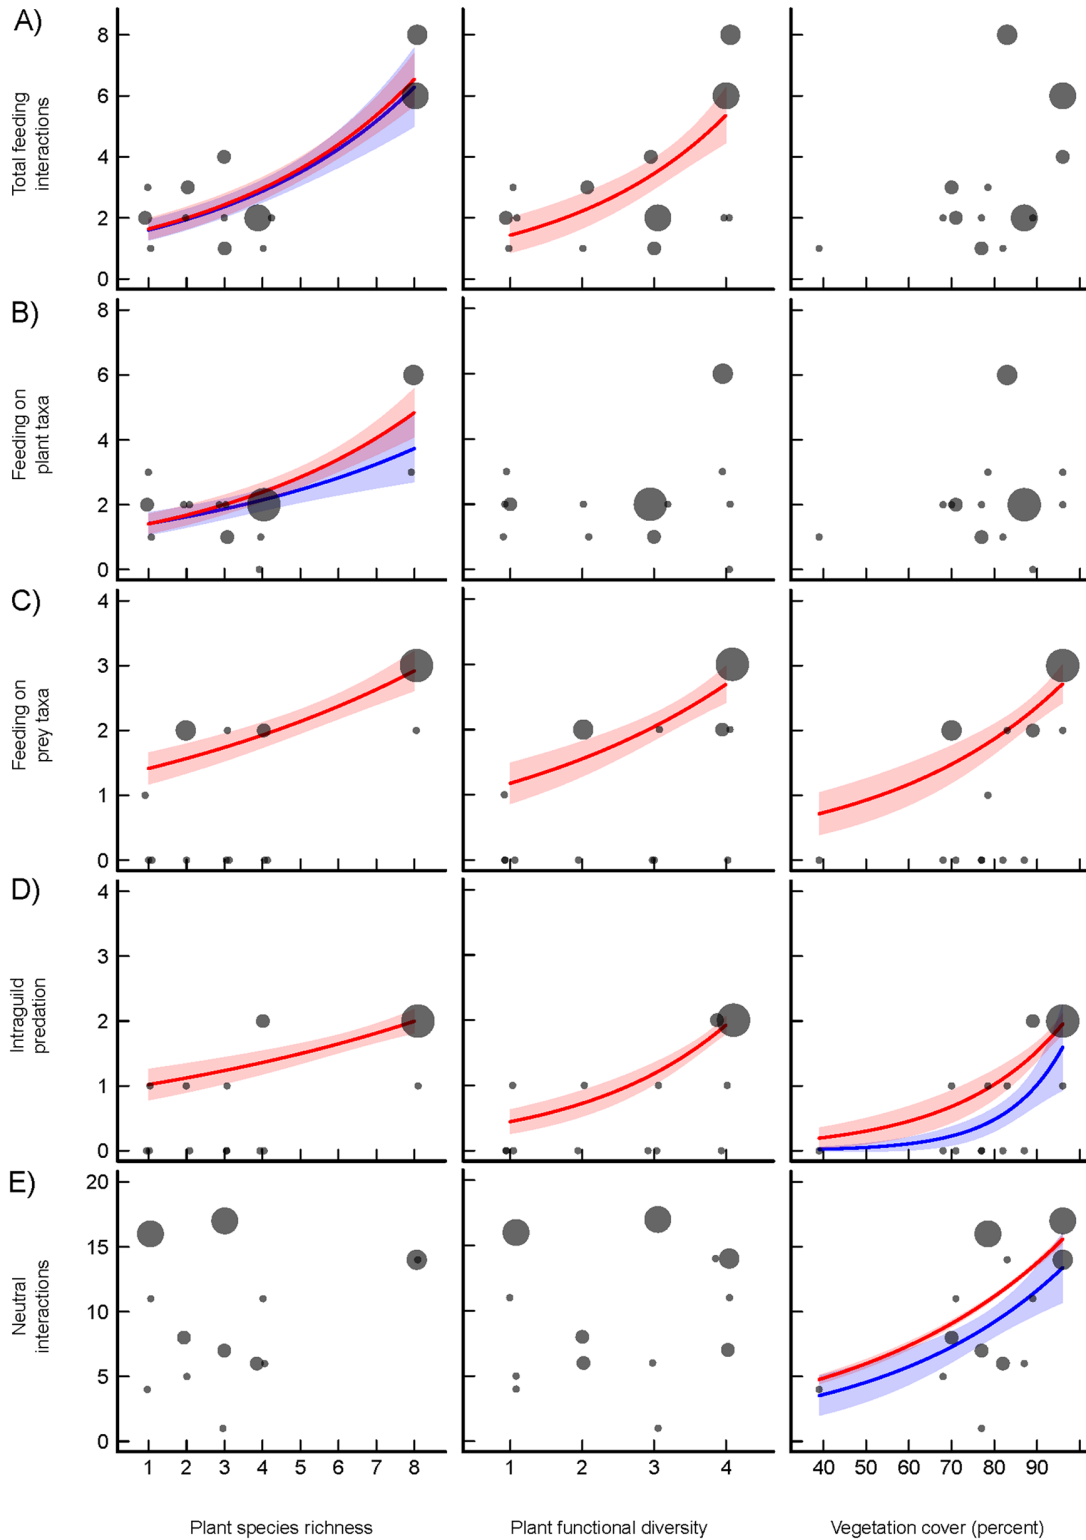 A)
Total feeding
interactions
8
6
4
2
0
B)
Feeding on
plant taxa
8
6
4
2
0
C)
Feeding on
prey taxa
4
3
2
1
0
D)
Intraguild
predation
4
3
2
1
0
E)
Neutral
interactions
20
15
10
5
0
1 2 3 4 5 6 7 8
1 2 3 4
40 50 60 70 80 90
Plant species richness
Plant functional diversity
Vegetation cover (percent)